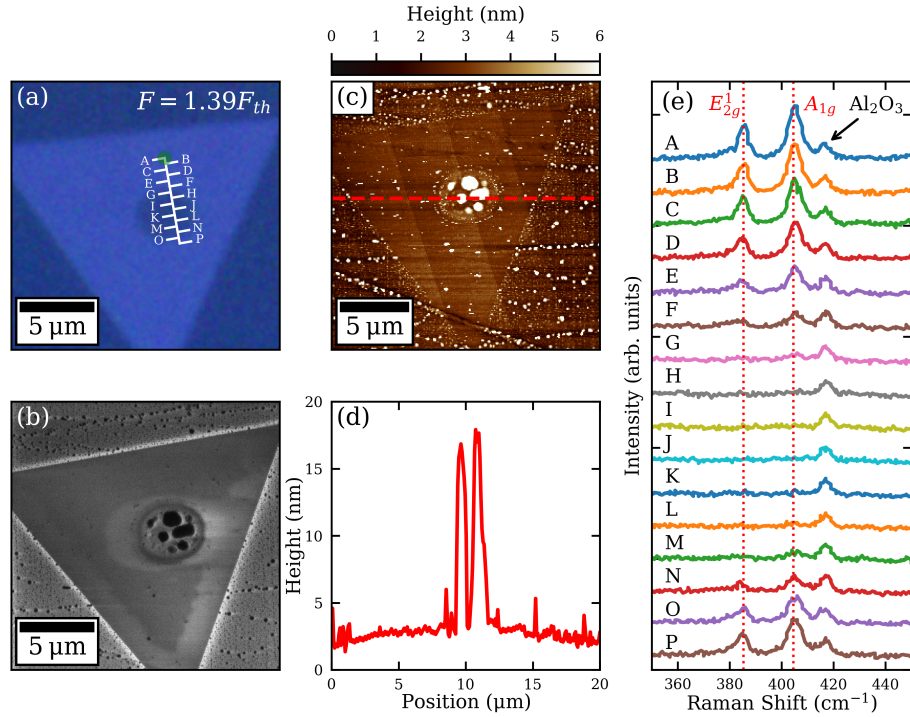 Height (nm)
0 1 2 3 4 5 6
(a)
F = 1.39F_th
A B
C D
E F
G H
I J
K L
M N
O P
5 μm
(c)
5 μm
(e)
E¹₂g
A₁g
Al₂O₃
A
B
C
D
E
F
G
H
I
J
K
L
M
N
O
P
Intensity (arb. units)
360 380 400 420 440
Raman Shift (cm⁻¹)
(b)
5 μm
(d)
Height (nm)
20
15
10
5
0
0 5 10 15 20
Position (μm)